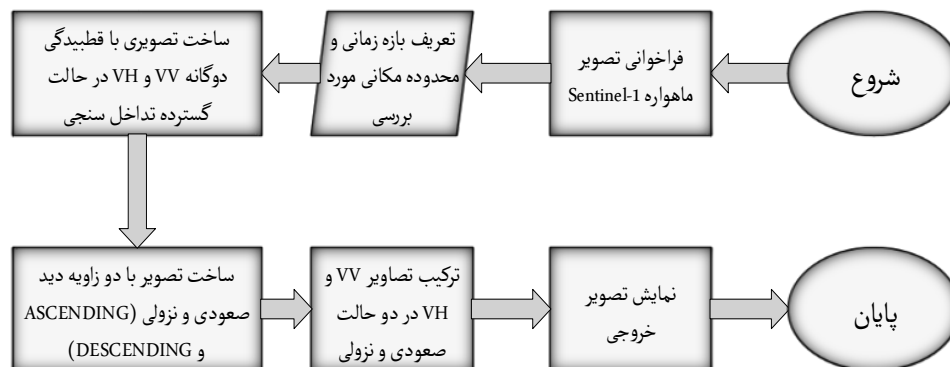 شروع
فراخوانی تصویر
ماهواره Sentinel-1
تعریف بازه زمانی و
محدوده مکانی مورد
بررسی
ساخت تصویری با قطبیدگی
دوگانه VV و VH در حالت
گسترده تداخل سنجی
ساخت تصویر با دو زاویه دید
صعودی و نزولی (ASCENDING
و DESCENDING)
ترکیب تصاویر VV و
VH در دو حالت
صعودی و نزولی
نمایش تصویر
خروجی
پایان